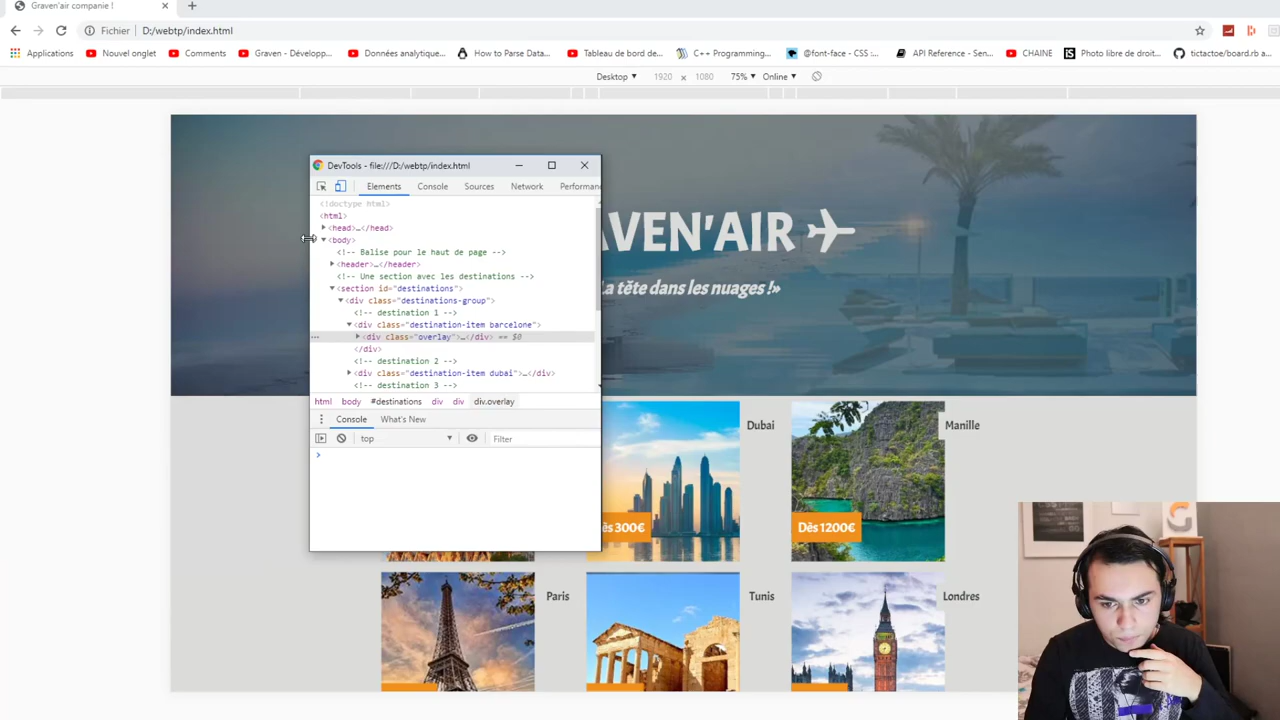 Graven'air companie !
Fichier D:/webtp/index.html
Applications Nouvel onglet Comments Graven - Dévelop... Données analytique... How to Parse Data... Tableau de bord de... C++ Programming... @font-face - CSS :... API Reference - Sen... CHAINE Photo libre de droit... tictactoe/board.rb a...
Desktop 1920 x 1080 75% Online
DevTools - file:///D:/webtp/index.html
Elements Console Sources Network Performan
<!doctype html>
<html>
<head>…</head>
<body>
<!-- Balise pour le haut de page -->
<header>…</header>
<!-- Une section avec les destinations -->
<section id="destinations">
<div class="destinations-group">
<!-- destination 1 -->
<div class="destination-item barcelone">
<div class="overlay">…</div> == $0
</div>
<!-- destination 2 -->
<div class="destination-item dubai">…</div>
<!-- destination 3 -->
html body #destinations div div div.overlay
Console What's New
top Filter
AVEN'AIR
La tête dans les nuages !»
Dubai
Manille
ès 300€
Dès 1200€
Paris
Tunis
Londres